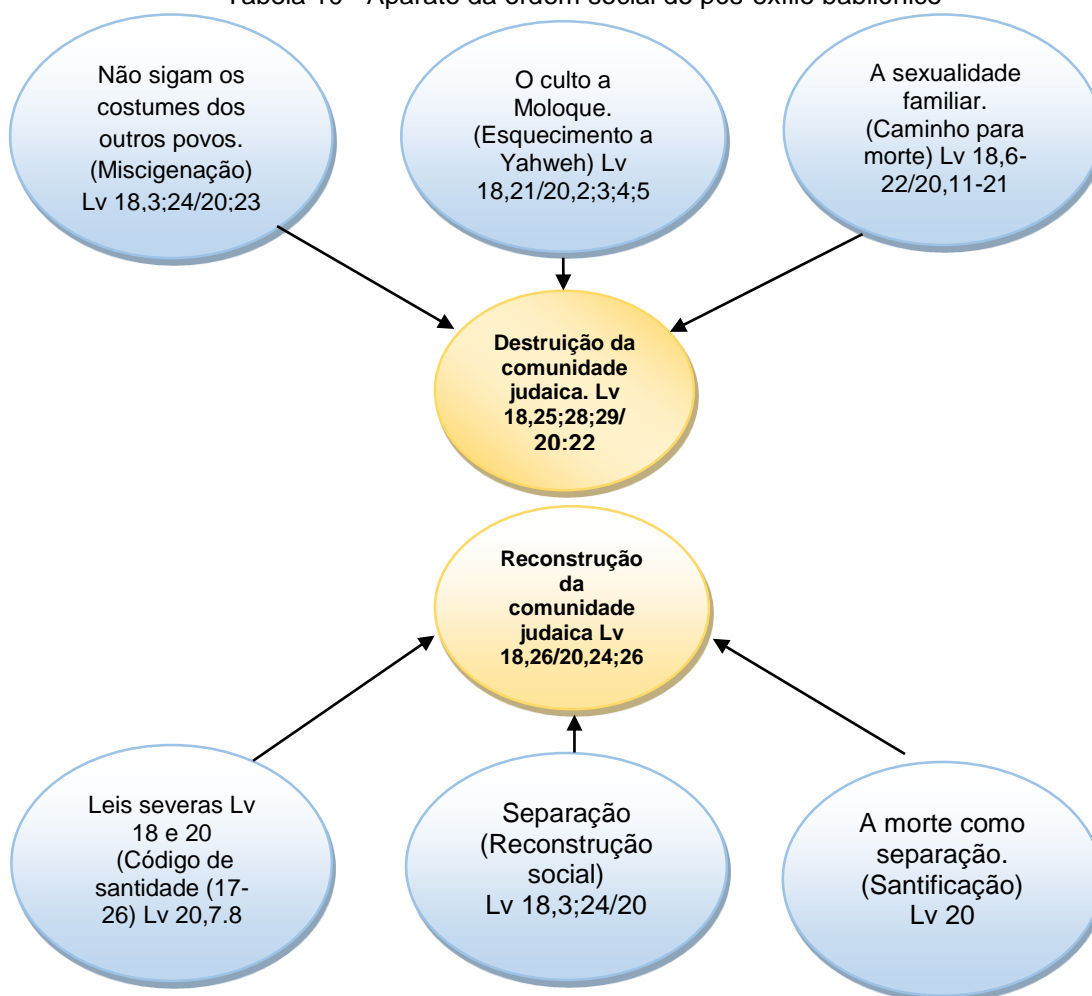 Tabela 10 - Aparato da ordem social do pós-exílio babilônico
Não sigam os
costumes dos
outros povos.
(Miscigenação)
Lv 18,3;24/20;23
O culto a
Moloque.
(Esquecimento a
Yahweh) Lv
18,21/20,2;3;4;5
A sexualidade
familiar.
(Caminho para
morte) Lv 18,6-
22/20,11-21
Destruição da
comunidade
judaica. Lv
18,25;28;29/
20:22
Reconstrução
da
comunidade
judaica Lv
18,26/20,24;26
Leis severas Lv
18 e 20
(Código de
santidade (17-
26) Lv 20,7.8
Separação
(Reconstrução
social)
Lv 18,3;24/20
A morte como
separação.
(Santificação)
Lv 20